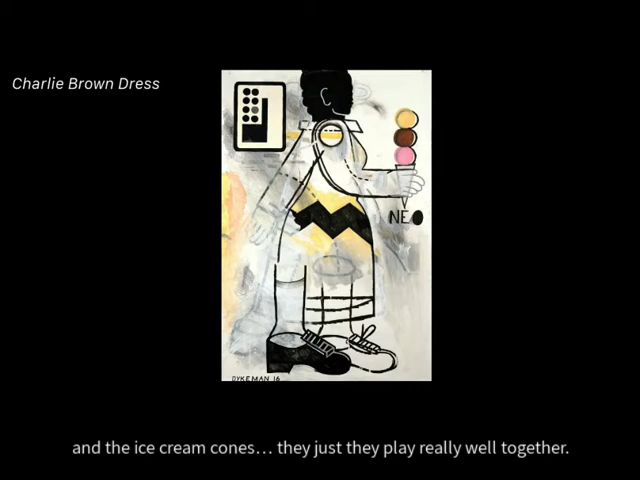 Charlie Brown Dress
NEO
DYKEMAN 16
and the ice cream cones… they just they play really well together.